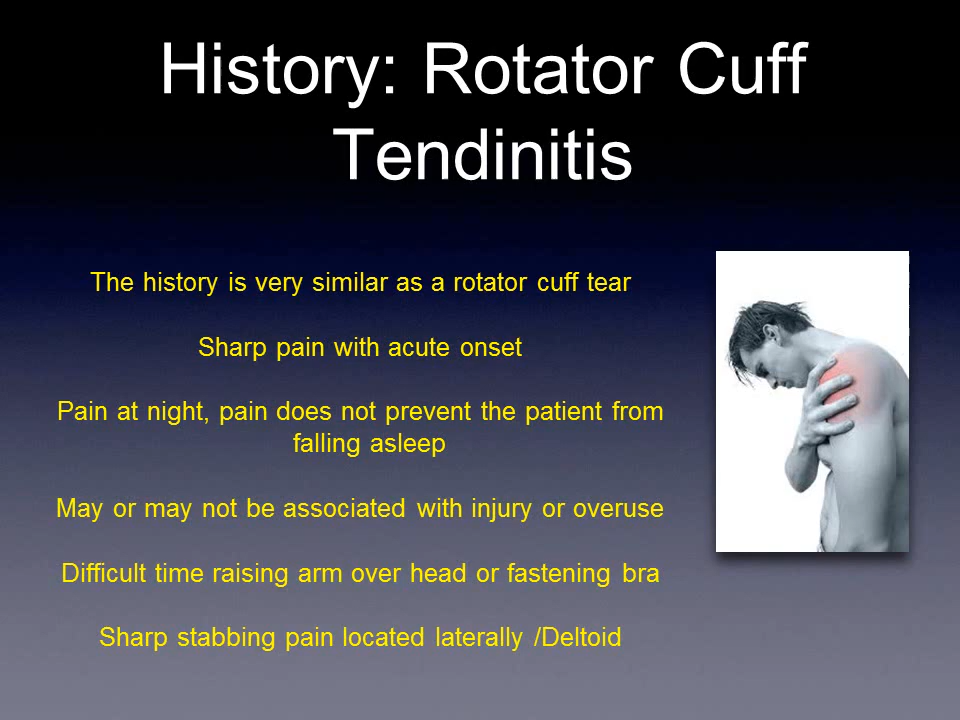 History: Rotator Cuff
Tendinitis
The history is very similar as a rotator cuff tear
Sharp pain with acute onset
Pain at night, pain does not prevent the patient from
falling asleep
May or may not be associated with injury or overuse
Difficult time raising arm over head or fastening bra
Sharp stabbing pain located laterally /Deltoid